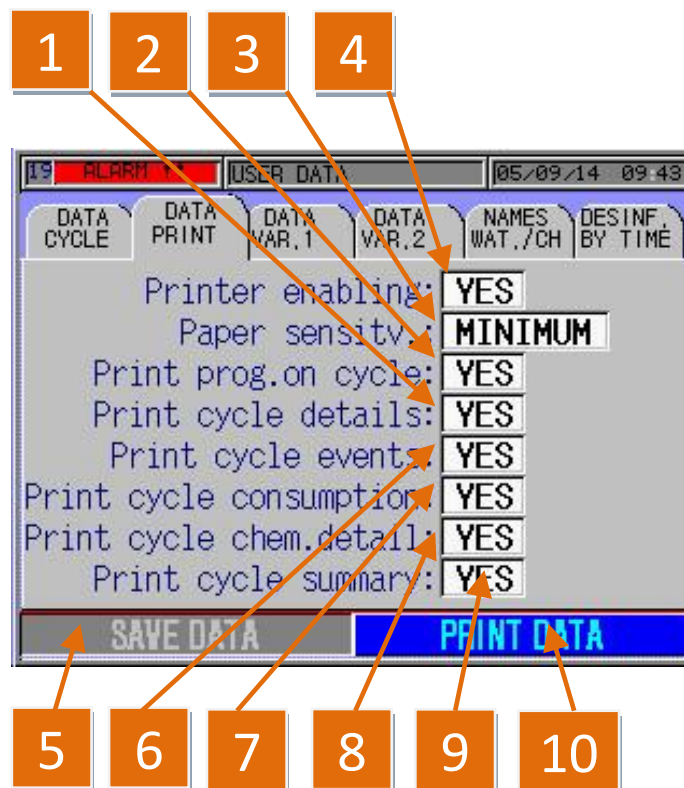 1 2 3 4
19 ALARM !! USER DATA 05/09/14 09:43
DATA CYCLE DATA PRINT DATA VAR.1 DATA VAR.2 NAMES WAT./CH DESINF. BY TIME
Printer enabling: YES
Paper sensitv.: MINIMUM
Print prog.on cycle: YES
Print cycle details: YES
Print cycle events: YES
Print cycle consumption: YES
Print cycle chem.detail: YES
Print cycle summary: YES
SAVE DATA PRINT DATA
5 6 7 8 9 10